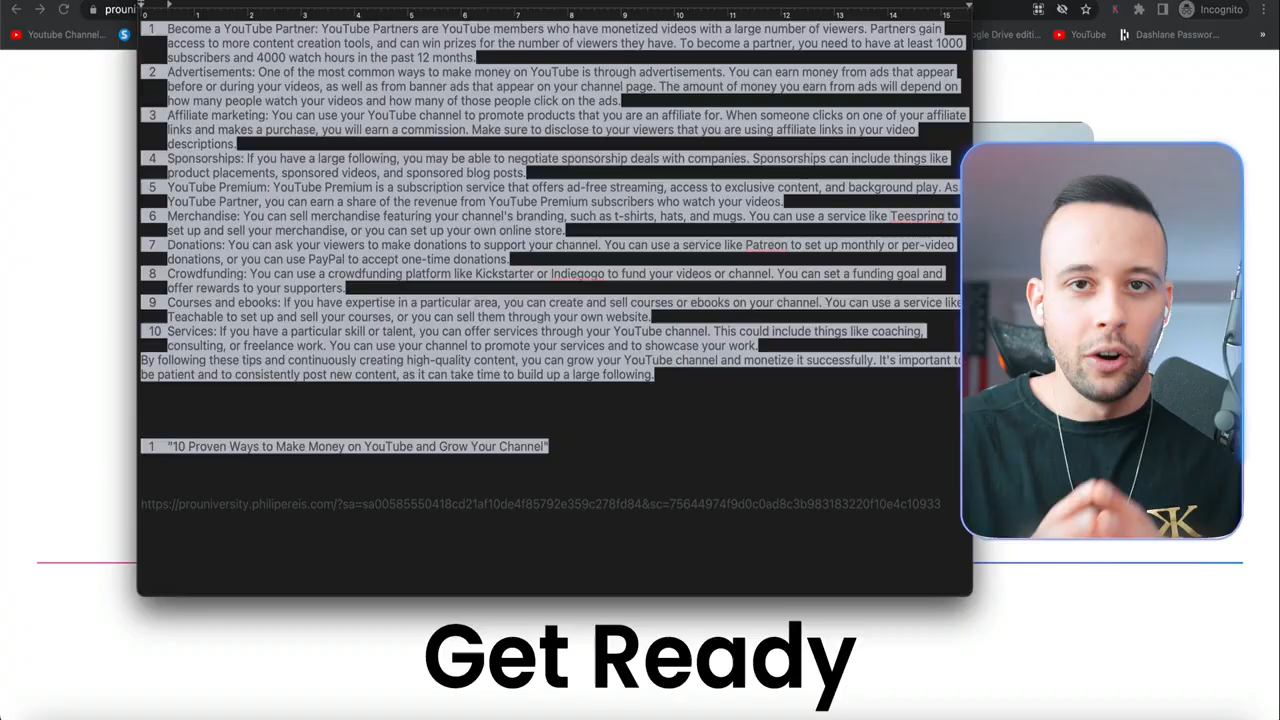 prouni
Incognito
Youtube Channel...
ogle Drive editi...
YouTube
Dashlane Passwor...
»
0 1 2 3 4 5 6 7 8 9 10 11 12 13 14 15
1 Become a YouTube Partner: YouTube Partners are YouTube members who have monetized videos with a large number of viewers. Partners gain
access to more content creation tools, and can win prizes for the number of viewers they have. To become a partner, you need to have at least 1000
subscribers and 4000 watch hours in the past 12 months.
2 Advertisements: One of the most common ways to make money on YouTube is through advertisements. You can earn money from ads that appear
before or during your videos, as well as from banner ads that appear on your channel page. The amount of money you earn from ads will depend on
how many people watch your videos and how many of those people click on the ads.
3 Affiliate marketing: You can use your YouTube channel to promote products that you are an affiliate for. When someone clicks on one of your affiliate
links and makes a purchase, you will earn a commission. Make sure to disclose to your viewers that you are using affiliate links in your video
descriptions.
4 Sponsorships: If you have a large following, you may be able to negotiate sponsorship deals with companies. Sponsorships can include things like
product placements, sponsored videos, and sponsored blog posts.
5 YouTube Premium: YouTube Premium is a subscription service that offers ad-free streaming, access to exclusive content, and background play. As
YouTube Partner, you can earn a share of the revenue from YouTube Premium subscribers who watch your videos.
6 Merchandise: You can sell merchandise featuring your channel's branding, such as t-shirts, hats, and mugs. You can use a service like Teespring to
set up and sell your merchandise, or you can set up your own online store.
7 Donations: You can ask your viewers to make donations to support your channel. You can use a service like Patreon to set up monthly or per-video
donations, or you can use PayPal to accept one-time donations.
8 Crowdfunding: You can use a crowdfunding platform like Kickstarter or Indiegogo to fund your videos or channel. You can set a funding goal and
offer rewards to your supporters.
9 Courses and ebooks: If you have expertise in a particular area, you can create and sell courses or ebooks on your channel. You can use a service like
Teachable to set up and sell your courses, or you can sell them through your own website.
10 Services: If you have a particular skill or talent, you can offer services through your YouTube channel. This could include things like coaching,
consulting, or freelance work. You can use your channel to promote your services and to showcase your work.
By following these tips and continuously creating high-quality content, you can grow your YouTube channel and monetize it successfully. It's important to
be patient and to consistently post new content, as it can take time to build up a large following.
1 "10 Proven Ways to Make Money on YouTube and Grow Your Channel"
https://prouniversity.philipereis.com/?sa=sa00585550418cd21af10de4f85792e359c278fd84&sc=75644974f9d0c0ad8c3b983183220f10e4c10933
Get Ready